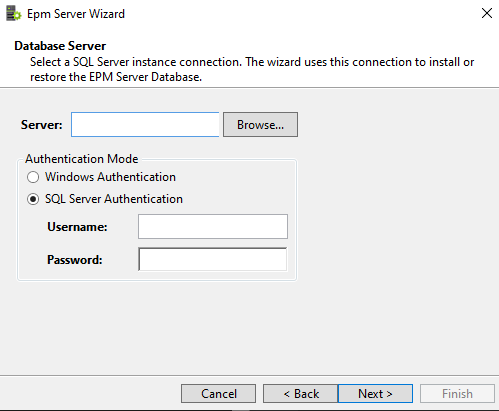 Epm Server Wizard
Database Server
Select a SQL Server instance connection. The wizard uses this connection to install or
restore the EPM Server Database.
Server:
Browse...
Authentication Mode
Windows Authentication
SQL Server Authentication
Username:
Password:
Cancel < Back Next > Finish